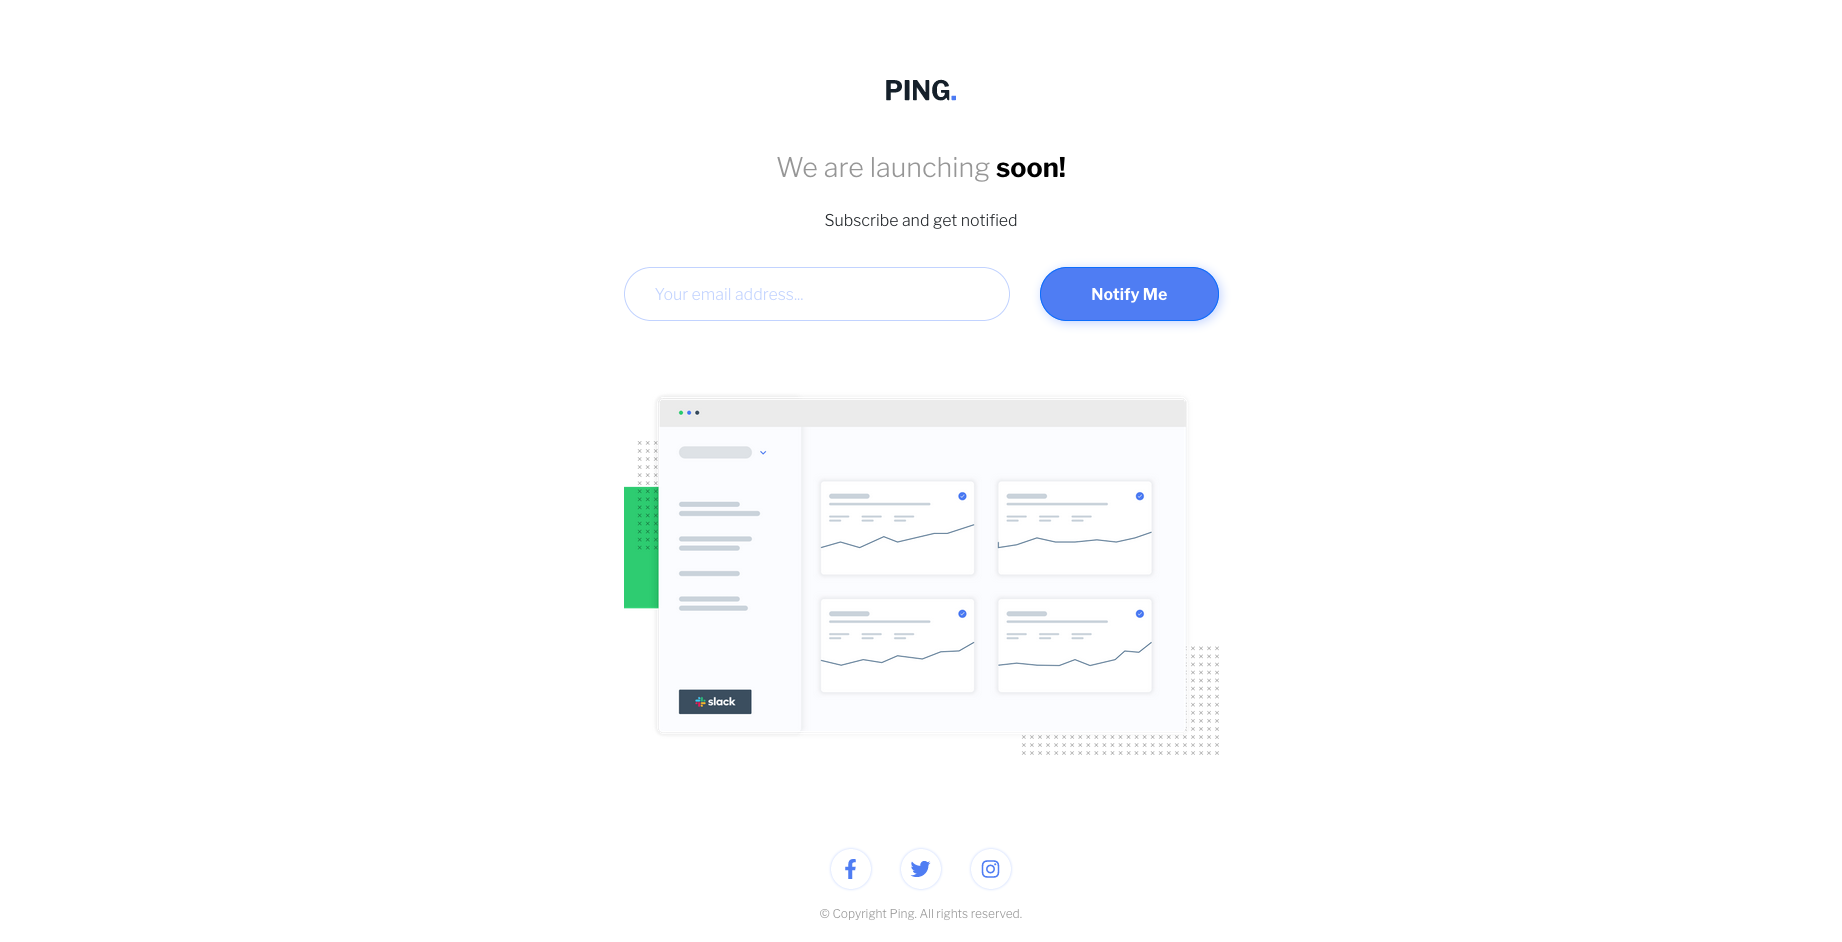 PING.
We are launching soon!
Subscribe and get notified
Your email address...
Notify Me
slack
© Copyright Ping. All rights reserved.